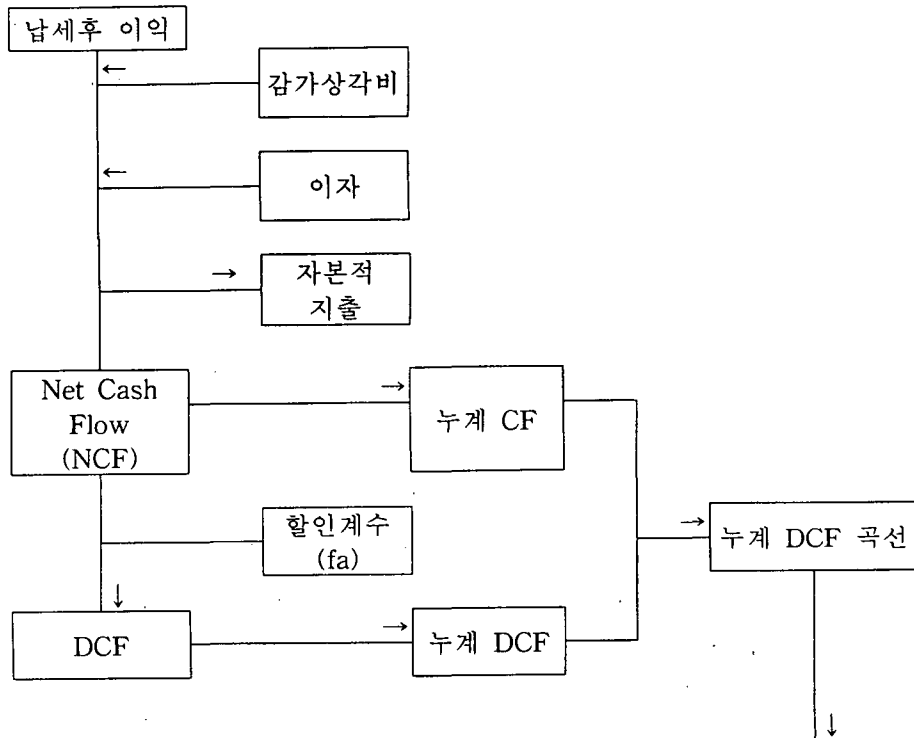 납세후 이익
감가상각비
이자
자본적
지출
Net Cash
Flow
(NCF)
누계 CF
할인계수
(fa)
누계 DCF 곡선
DCF
누계 DCF